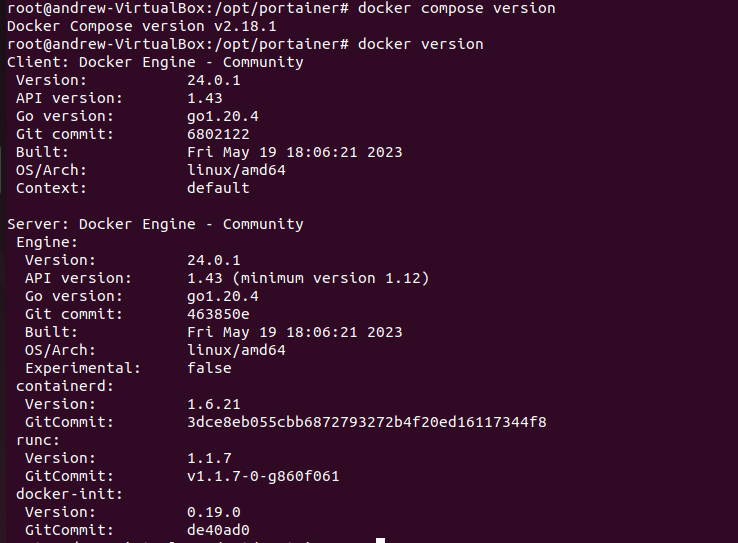 root@andrew-VirtualBox:/opt/portainer# docker compose version
Docker Compose version v2.18.1
root@andrew-VirtualBox:/opt/portainer# docker version
Client: Docker Engine - Community
 Version:           24.0.1
 API version:       1.43
 Go version:        go1.20.4
 Git commit:        6802122
 Built:             Fri May 19 18:06:21 2023
 OS/Arch:           linux/amd64
 Context:           default

Server: Docker Engine - Community
 Engine:
  Version:          24.0.1
  API version:      1.43 (minimum version 1.12)
  Go version:       go1.20.4
  Git commit:       463850e
  Built:            Fri May 19 18:06:21 2023
  OS/Arch:          linux/amd64
  Experimental:     false
 containerd:
  Version:          1.6.21
  GitCommit:        3dce8eb055cbb6872793272b4f20ed16117344f8
 runc:
  Version:          1.1.7
  GitCommit:        v1.1.7-0-g860f061
 docker-init:
  Version:          0.19.0
  GitCommit:        de40ad0